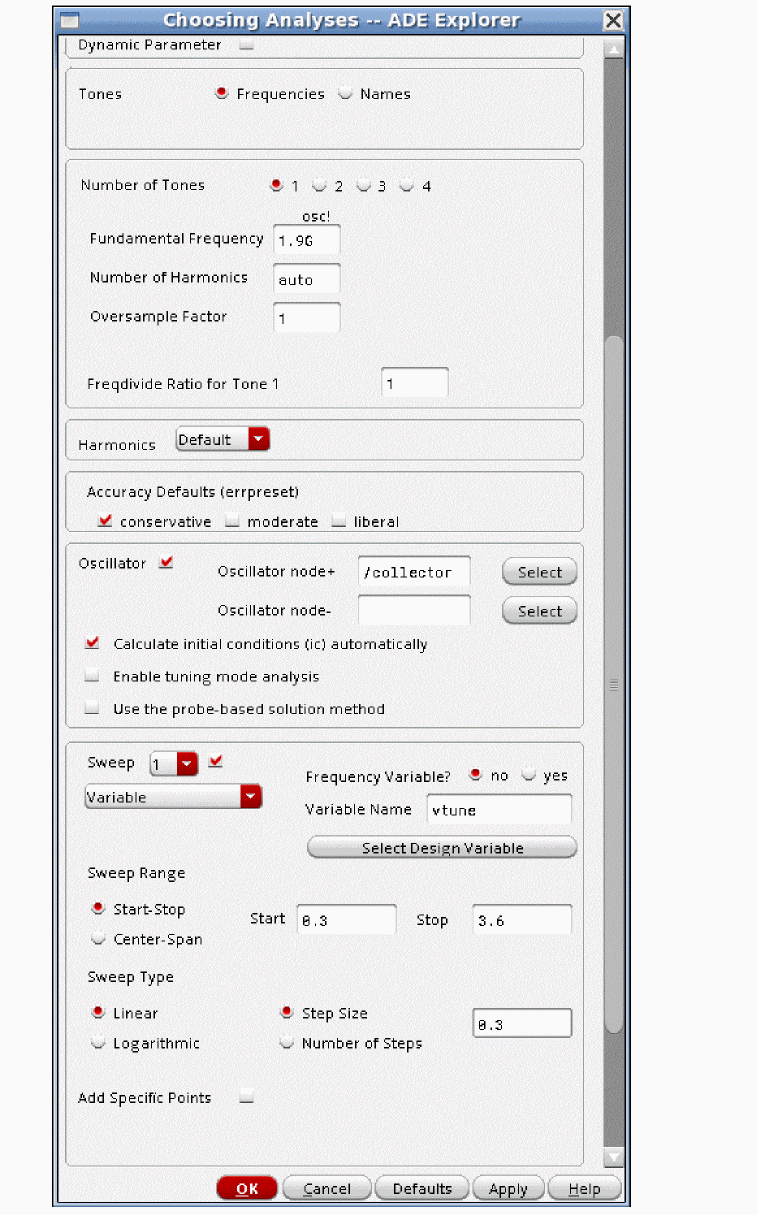 Choosing Analyses -- ADE Explorer
Dynamic Parameter
Tones Frequencies Names
Number of Tones 1 2 3 4
osc!
Fundamental Frequency 1.9G
Number of Harmonics auto
Oversample Factor 1
Freqdivide Ratio for Tone 1 1
Harmonics Default
Accuracy Defaults (errpreset)
conservative moderate liberal
Oscillator Oscillator node+ /collector Select
Oscillator node- Select
Calculate initial conditions (ic) automatically
Enable tuning mode analysis
Use the probe-based solution method
Sweep 1 Frequency Variable? no yes
Variable Variable Name vtune
Select Design Variable
Sweep Range
Start-Stop Start 0.3 Stop 3.6
Center-Span
Sweep Type
Linear Step Size 0.3
Logarithmic Number of Steps
Add Specific Points
OK Cancel Defaults Apply Help